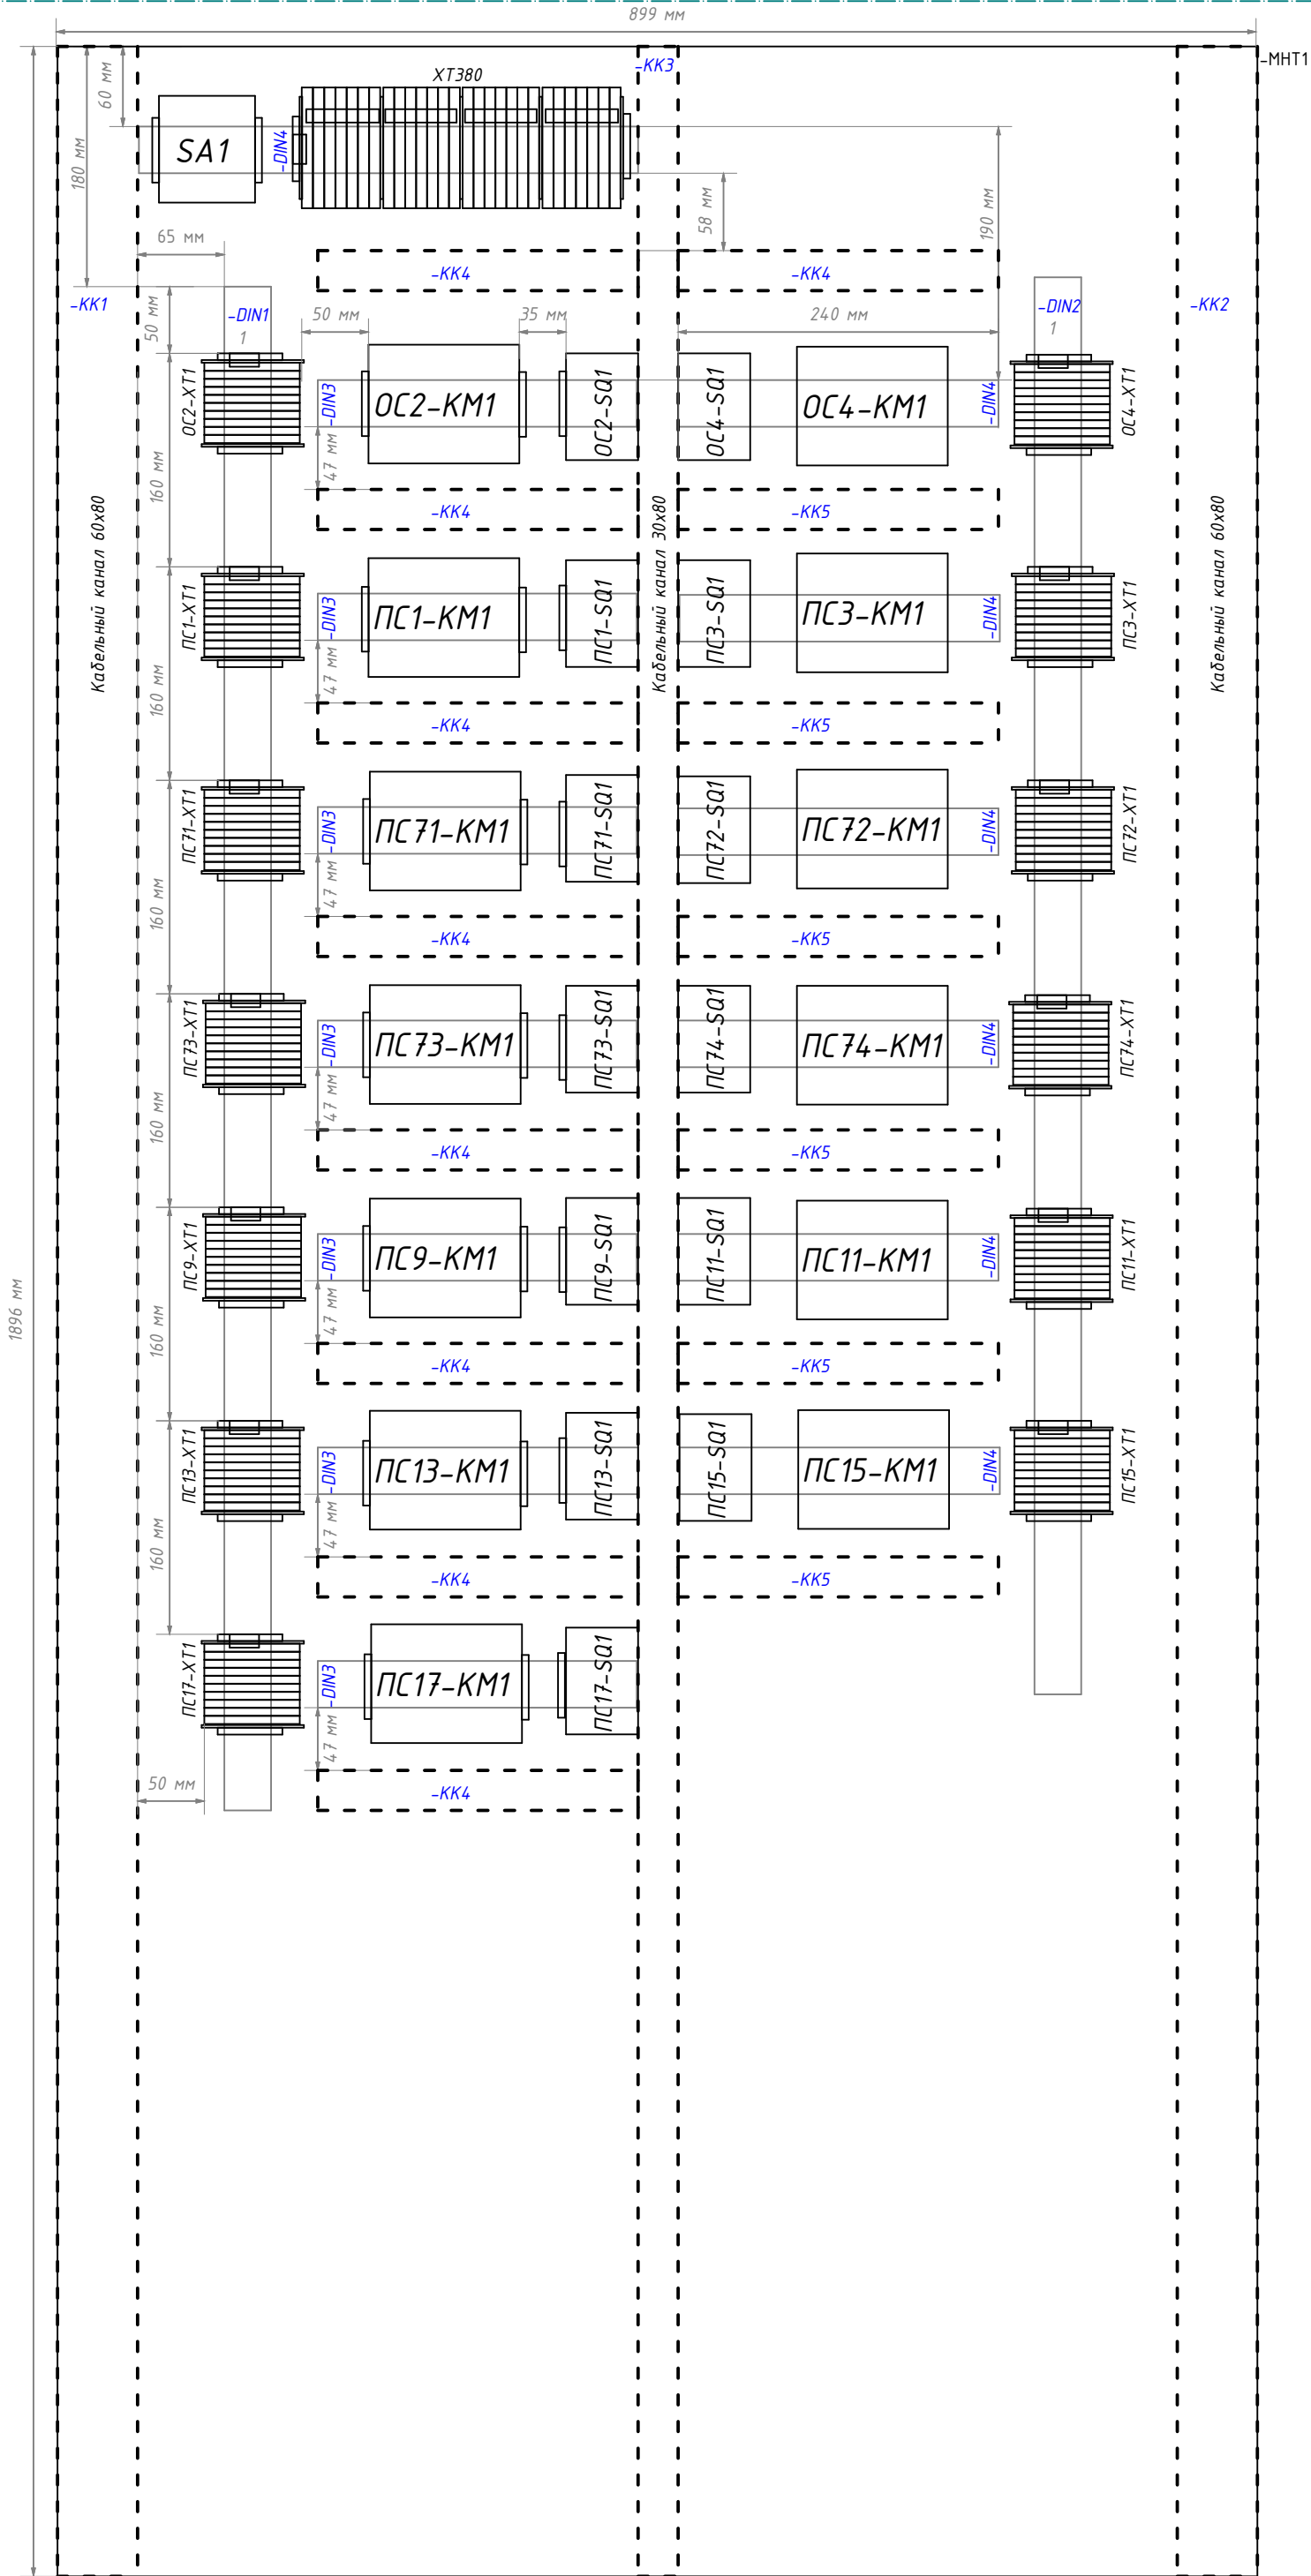 899 мм
-МНТ1
60 мм
180 мм
SA1
-DIN4
XT380
-KK3
58 мм
190 мм
65 мм
-KK4
-KK4
-KK1
50 мм
-DIN1
1
50 мм
35 мм
240 мм
-DIN2
1
-KK2
ОС2-XT1
-DIN3
ОС2-KM1
ОС2-SQ1
ОС4-SQ1
ОС4-KM1
-DIN4
ОС4-XT1
160 мм
47 мм
-KK4
-KK5
Кабельный канал 60х80
Кабельный канал 30х80
Кабельный канал 60х80
ПС1-XT1
-DIN3
ПС1-KM1
ПС1-SQ1
ПС3-SQ1
ПС3-KM1
-DIN4
ПС3-XT1
160 мм
47 мм
-KK4
-KK5
ПС71-XT1
-DIN3
ПС71-KM1
ПС71-SQ1
ПС72-SQ1
ПС72-KM1
-DIN4
ПС72-XT1
160 мм
47 мм
-KK4
-KK5
ПС73-XT1
-DIN3
ПС73-KM1
ПС73-SQ1
ПС74-SQ1
ПС74-KM1
-DIN4
ПС74-XT1
160 мм
47 мм
-KK4
-KK5
ПС9-XT1
-DIN3
ПС9-KM1
ПС9-SQ1
ПС11-SQ1
ПС11-KM1
-DIN4
ПС11-XT1
1896 мм
160 мм
47 мм
-KK4
-KK5
ПС13-XT1
-DIN3
ПС13-KM1
ПС13-SQ1
ПС15-SQ1
ПС15-KM1
-DIN4
ПС15-XT1
160 мм
47 мм
-KK4
-KK5
ПС17-XT1
-DIN3
ПС17-KM1
ПС17-SQ1
47 мм
50 мм
-KK4